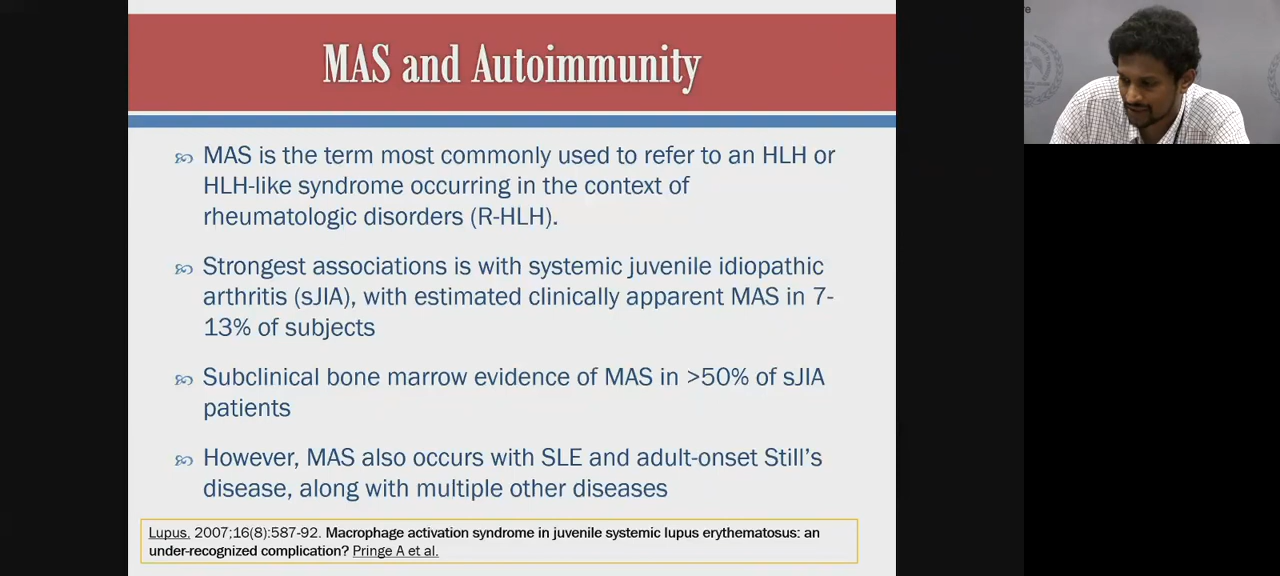 MAS and Autoimmunity
MAS is the term most commonly used to refer to an HLH or
HLH-like syndrome occurring in the context of
rheumatologic disorders (R-HLH).
Strongest associations is with systemic juvenile idiopathic
arthritis (sJIA), with estimated clinically apparent MAS in 7-
13% of subjects
Subclinical bone marrow evidence of MAS in >50% of sJIA
patients
However, MAS also occurs with SLE and adult-onset Still's
disease, along with multiple other diseases
Lupus. 2007;16(8):587-92. Macrophage activation syndrome in juvenile systemic lupus erythematosus: an
under-recognized complication? Pringe A et al.